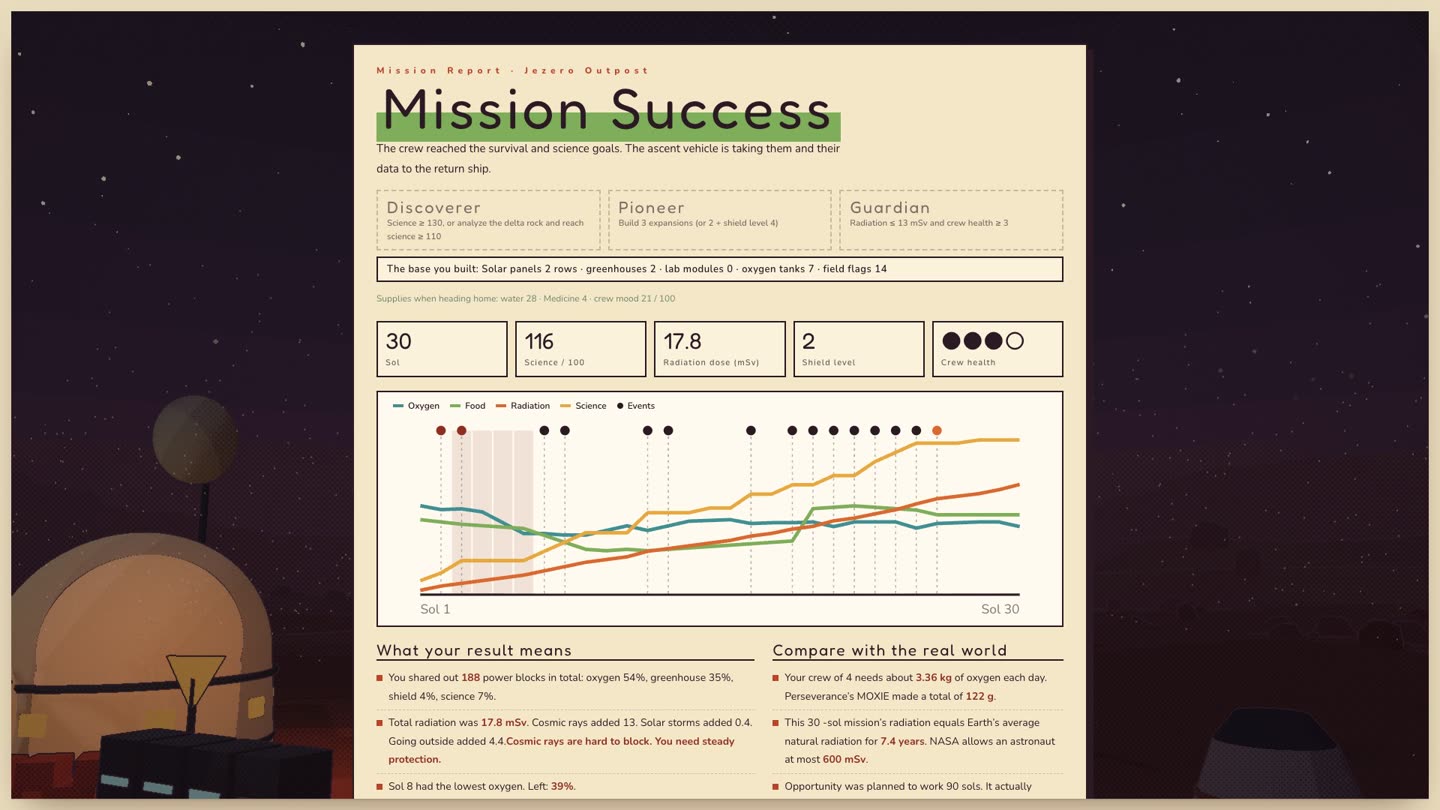 Mission Report · Jezero Outpost
Mission Success
The crew reached the survival and science goals. The ascent vehicle is taking them and their
data to the return ship.
Discoverer
Science ≥ 130, or analyze the delta rock and reach
science ≥ 110
Pioneer
Build 3 expansions (or 2 + shield level 4)
Guardian
Radiation ≤ 13 mSv and crew health ≥ 3
The base you built: Solar panels 2 rows · greenhouses 2 · lab modules 0 · oxygen tanks 7 · field flags 14
Supplies when heading home: water 28 · Medicine 4 · crew mood 21 / 100
30
Sol
116
Science / 100
17.8
Radiation dose (mSv)
2
Shield level
Crew health
Oxygen Food Radiation Science Events
Sol 1 Sol 30
What your result means
You shared out 188 power blocks in total: oxygen 54%, greenhouse 35%,
shield 4%, science 7%.
Total radiation was 17.8 mSv. Cosmic rays added 13. Solar storms added 0.4.
Going outside added 4.4.Cosmic rays are hard to block. You need steady
protection.
Sol 8 had the lowest oxygen. Left: 39%.
Compare with the real world
Your crew of 4 needs about 3.36 kg of oxygen each day.
Perseverance's MOXIE made a total of 122 g.
This 30 -sol mission's radiation equals Earth's average
natural radiation for 7.4 years. NASA allows an astronaut
at most 600 mSv.
Opportunity was planned to work 90 sols. It actually